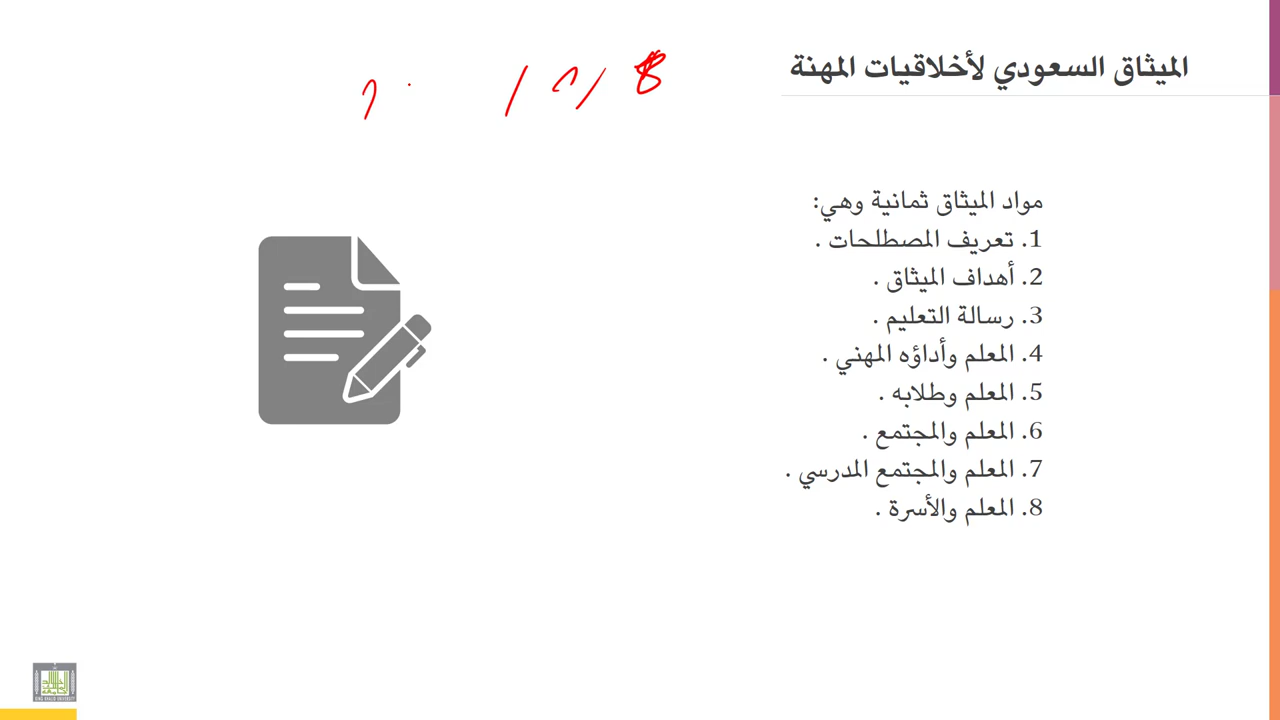 الميثاق السعودي لأخلاقيات المهنة
8
مواد الميثاق ثمانية وهي:
1. تعريف المصطلحات .
2. أهداف الميثاق .
3. رسالة التعليم .
4. المعلم وأداؤه المهني .
5. المعلم وطلابه .
6. المعلم والمجتمع .
7. المعلم والمجتمع المدرسي .
8. المعلم والأسرة .